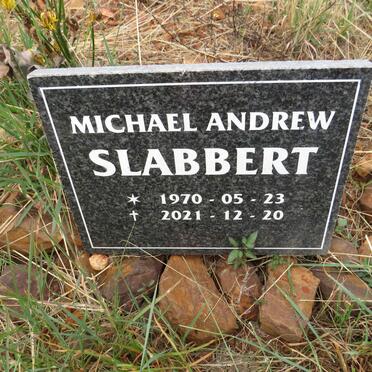 MICHAEL ANDREW
SLABBERT
* 1970 - 05 - 23
† 2021 - 12 - 20